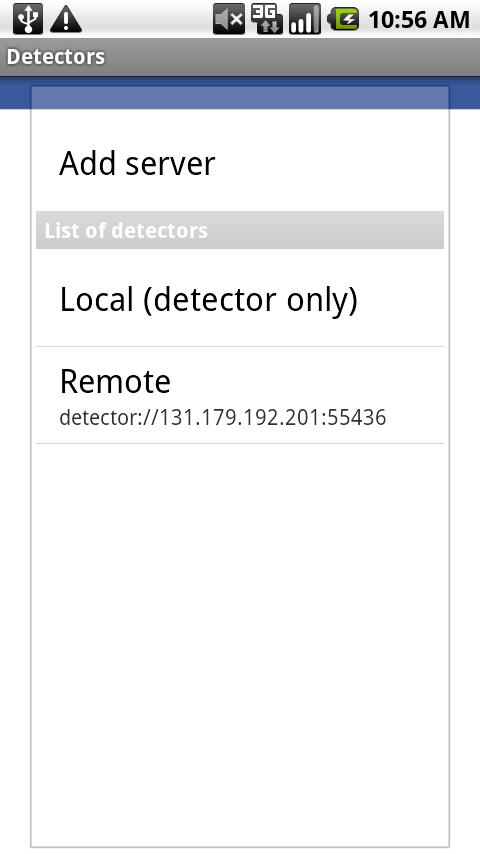 3G 10:56 AM
Detectors
Add server
List of detectors
Local (detector only)
Remote
detector://131.179.192.201:55436